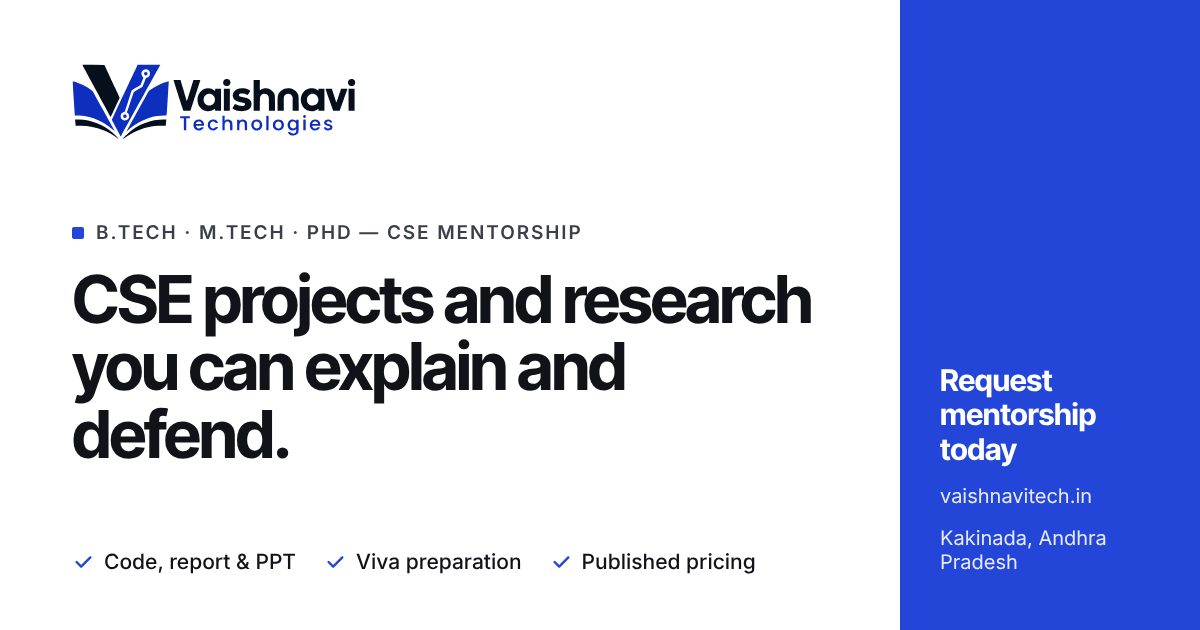 Vaishnavi
Technologies
B.TECH · M.TECH · PHD — CSE MENTORSHIP
CSE projects and research
you can explain and
defend.
Code, report & PPT
Viva preparation
Published pricing
Request
mentorship
today
vaishnavitech.in
Kakinada, Andhra
Pradesh